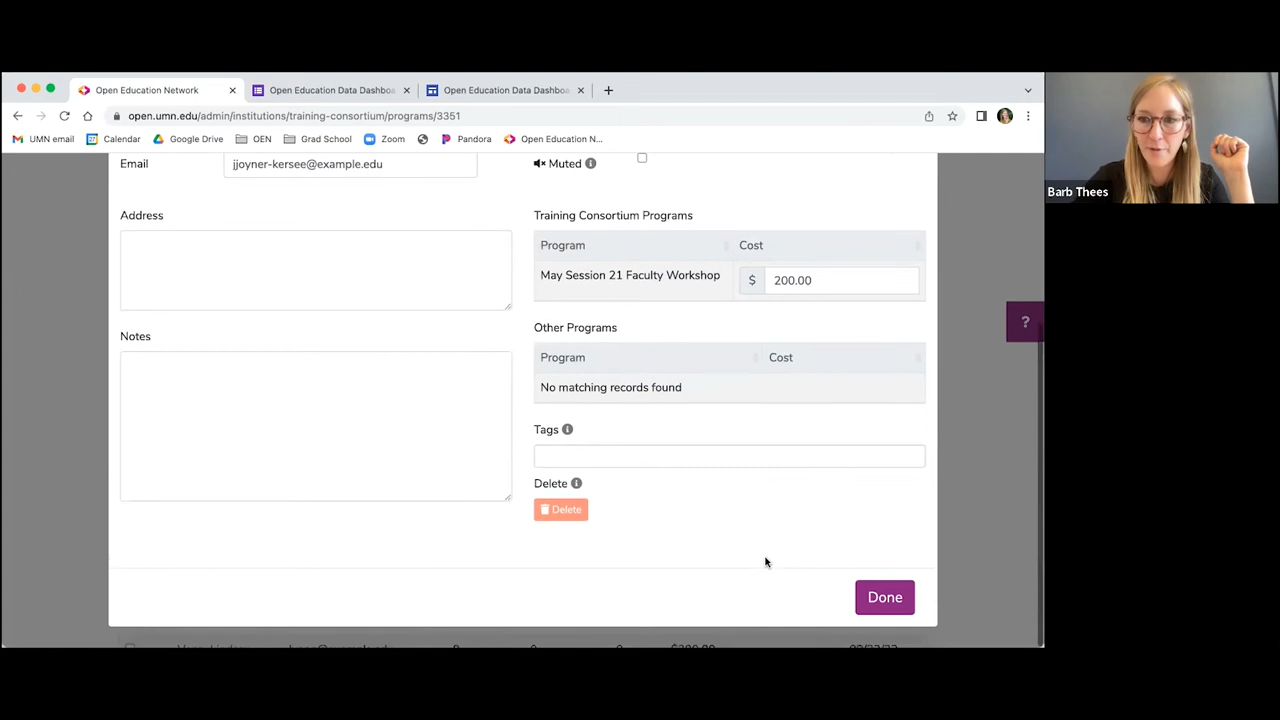 Open Education Network
Open Education Data Dashboa
Open Education Data Dashboa
open.umn.edu/admin/institutions/training-consortium/programs/3351
UMN email
Calendar
Google Drive
OEN
Grad School
Zoom
Pandora
Open Education N...
Barb Thees
Email
jjoyner-kersee@example.edu
Muted
Address
Training Consortium Programs
Program
Cost
May Session 21 Faculty Workshop
$ 200.00
Other Programs
Program
Cost
No matching records found
Notes
Tags
Delete
Delete
?
Done